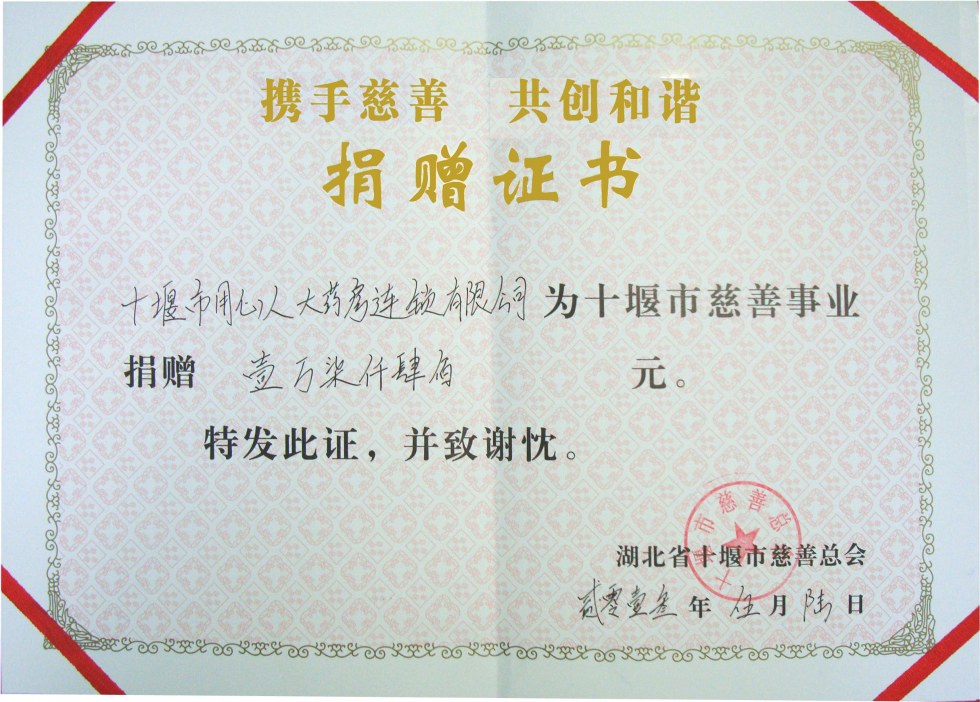 携手慈善 共创和谐
捐赠证书
十堰市用心人大药房连锁有限公司 为十堰市慈善事业
捐赠 壹万柒仟肆佰 元。
特发此证，并致谢忱。
十堰市慈善总
湖北省十堰市慈善总会
贰零壹叁 年 伍 月 陆 日